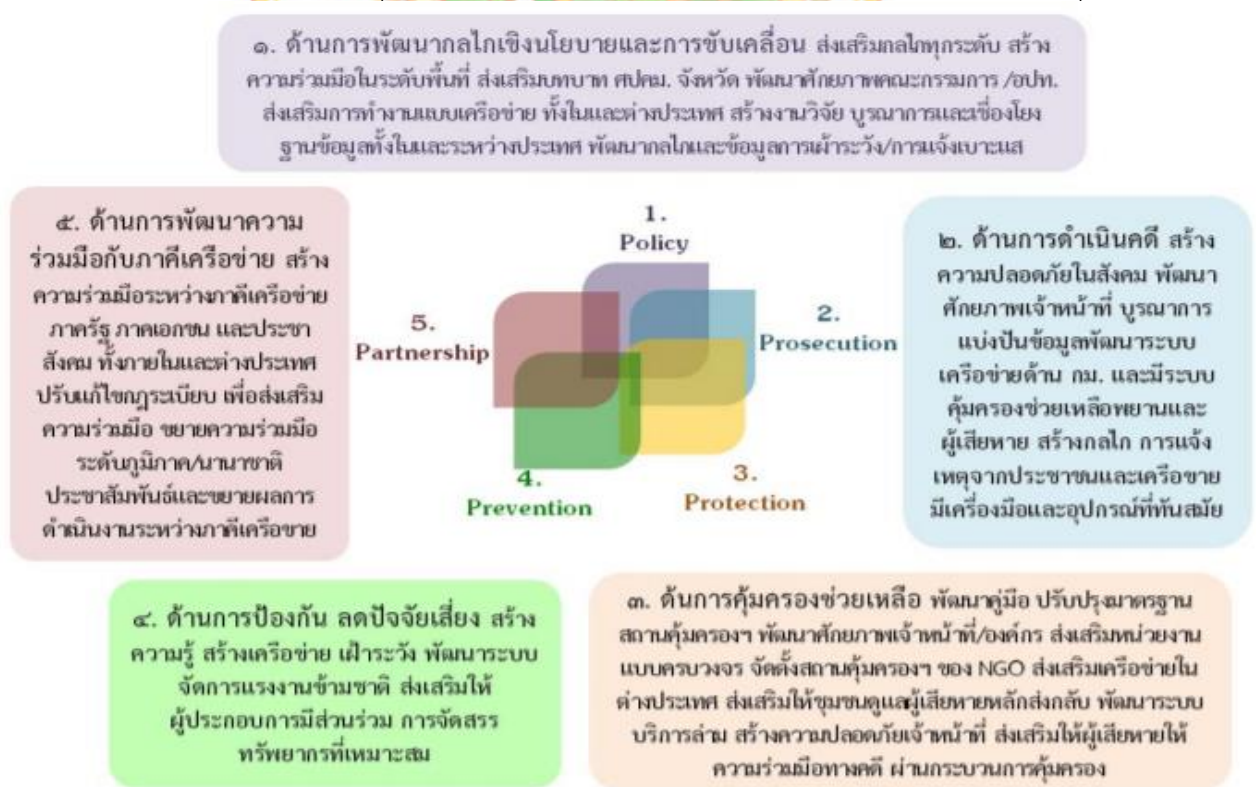 ๑. ด้านการพัฒนากลไกเชิงนโยบายและการขับเคลื่อน ส่งเสริมกลไกทุกระดับ สร้าง
ความร่วมมือในระดับพื้นที่ ส่งเสริมบทบาท ศปคม. จังหวัด พัฒนาศักยภาพคณะกรรมการ /อปท.
ส่งเสริมการทำงานแบบเครือข่าย ทั้งในและต่างประเทศ สร้างงานวิจัย บูรณาการและเชื่องโยง
ฐานข้อมูลทั้งในและระหว่างประเทศ พัฒนากลไกและข้อมูลการเฝ้าระวัง/การแจ้งเบาะแส
๕. ด้านการพัฒนาความ
ร่วมมือกับภาคีเครือข่าย สร้าง
ความร่วมมือระหว่างภาคีเครือข่าย
ภาครัฐ ภาคเอกชน และประชา
สังคม ทั้งภายในและต่างประเทศ
ปรับแก้ไขกฎระเบียบ เพื่อส่งเสริม
ความร่วมมือ ขยายความร่วมมือ
ระดับภูมิภาค/นานาชาติ
ประชาสัมพันธ์และขยายผลการ
ดำเนินงานระหว่างภาคีเครือขาย
1.
Policy
2.
Prosecution
3.
Protection
4.
Prevention
5.
Partnership
๒. ด้านการดำเนินคดี สร้าง
ความปลอดภัยในสังคม พัฒนา
ศักยภาพเจ้าหน้าที่ บูรณาการ
แบ่งปันข้อมูลพัฒนาระบบ
เครือข่ายด้าน กม. และมีระบบ
คุ้มครองช่วยเหลือพยานและ
ผู้เสียหาย สร้างกลไก การแจ้ง
เหตุจากประชาชนและเครือขาย
มีเครื่องมือและอุปกรณ์ที่ทันสมัย
๔. ด้านการป้องกัน ลดปัจจัยเสี่ยง สร้าง
ความรู้ สร้างเครือข่าย เฝ้าระวัง พัฒนาระบบ
จัดการแรงงานข้ามชาติ ส่งเสริมให้
ผู้ประกอบการมีส่วนร่วม การจัดสรร
ทรัพยากรที่เหมาะสม
๓. ด้นการคุ้มครองช่วยเหลือ พัฒนาคู่มือ ปรับปรุงมาตรฐาน
สถานคุ้มครองฯ พัฒนาศักยภาพเจ้าหน้าที่/องค์กร ส่งเสริมหน่วยงาน
แบบครบวงจร จัดตั้งสถานคุ้มครองฯ ของ NGO ส่งเสริมเครือข่ายใน
ต่างประเทศ ส่งเสริมให้ชุมชนดูแลผู้เสียหายหลักส่งกลับ พัฒนาระบบ
บริการล่าม สร้างความปลอดภัยเจ้าหน้าที่ ส่งเสริมให้ผู้เสียหายให้
ความร่วมมือทางคดี ผ่านกระบวนการคุ้มครอง